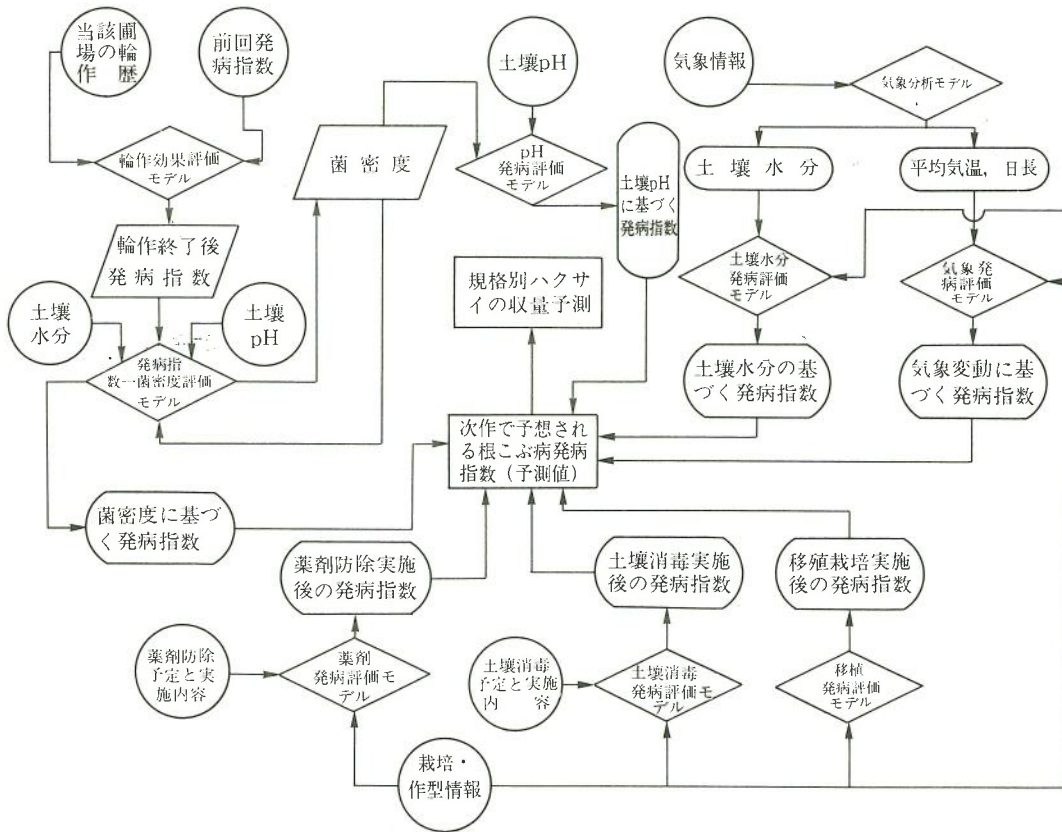 当該圃
場の輪
作　歴
前回発
病指数
土壌pH
気象情報
気象分析モデル
輪作効果評価
モデル
菌 密 度
pH
発病評価
モデル
土壌pH
に基づく
発病指数
土 壌 水 分
平均気温，日長
輪作終了後
発 病 指 数
規格別ハクサ
イの収量予測
土壌水分
発病評価
モデル
気象発
病評価
モデル
土壌
水分
土壌
pH
発病指
数一菌密度評価
モデル
土壌水分の基
づく発病指数
気象変動に基
づく発病指数
次作で予想され
る根こぶ病発病
指数（予測値）
菌密度に基づ
く発病指数
薬剤防除実施
後の発病指数
土壌消毒実施
後の発病指数
移植栽培実施
後の発病指数
薬剤防除
予定と実
施内容
薬剤
発病評価モ
デル
土壌消毒
予定と実施
内　容
土壌消毒
発病評価モ
デル
移植
発病評価
モデル
栽培・
作型情報